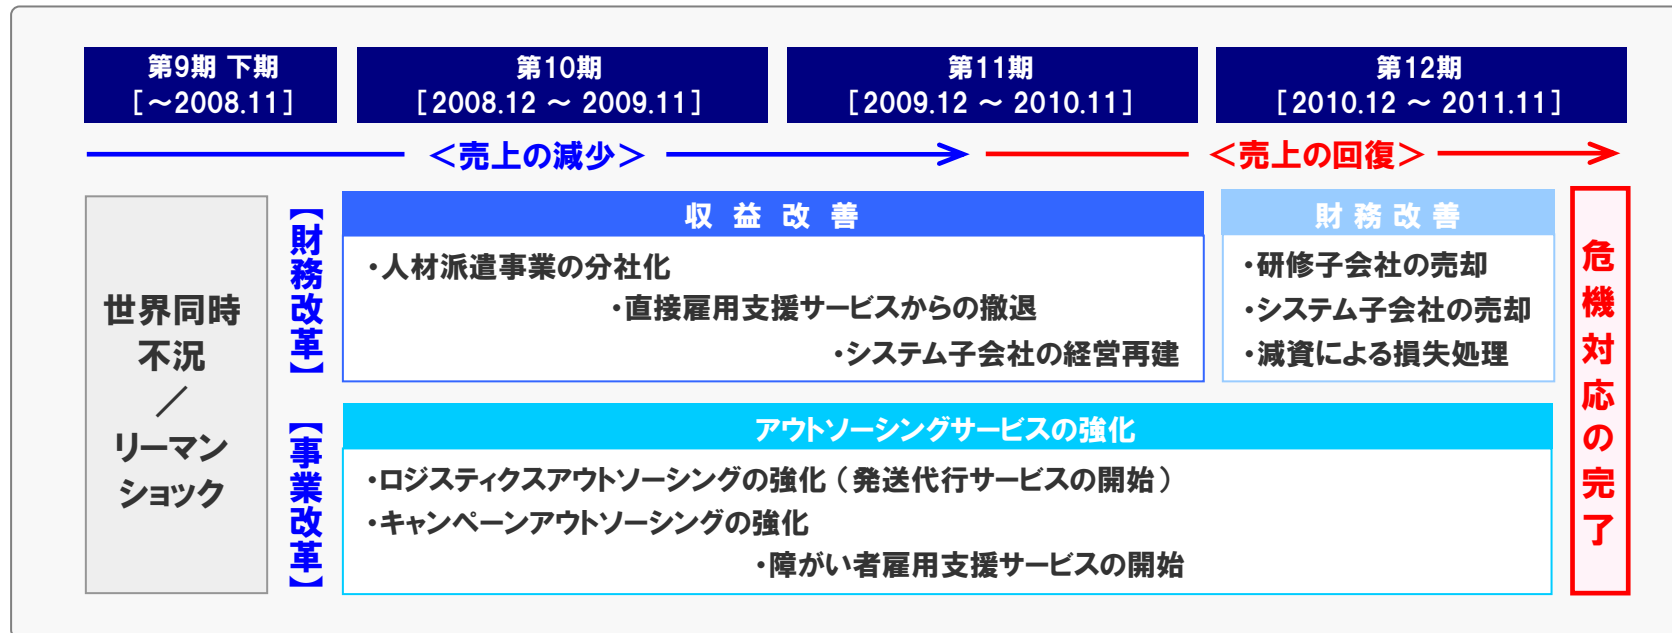 第9期 下期
[～2008.11]
第10期
[2008.12 ～ 2009.11]
第11期
[2009.12 ～ 2010.11]
第12期
[2010.12 ～ 2011.11]
＜売上の減少＞
＜売上の回復＞
世界同時
不況
／
リーマン
ショック
【財務改革】
収益改善
・人材派遣事業の分社化
・直接雇用支援サービスからの撤退
・システム子会社の経営再建
財務改善
・研修子会社の売却
・システム子会社の売却
・減資による損失処理
【事業改革】
アウトソーシングサービスの強化
・ロジスティクスアウトソーシングの強化（発送代行サービスの開始）
・キャンペーンアウトソーシングの強化
・障がい者雇用支援サービスの開始
危機対応の完了